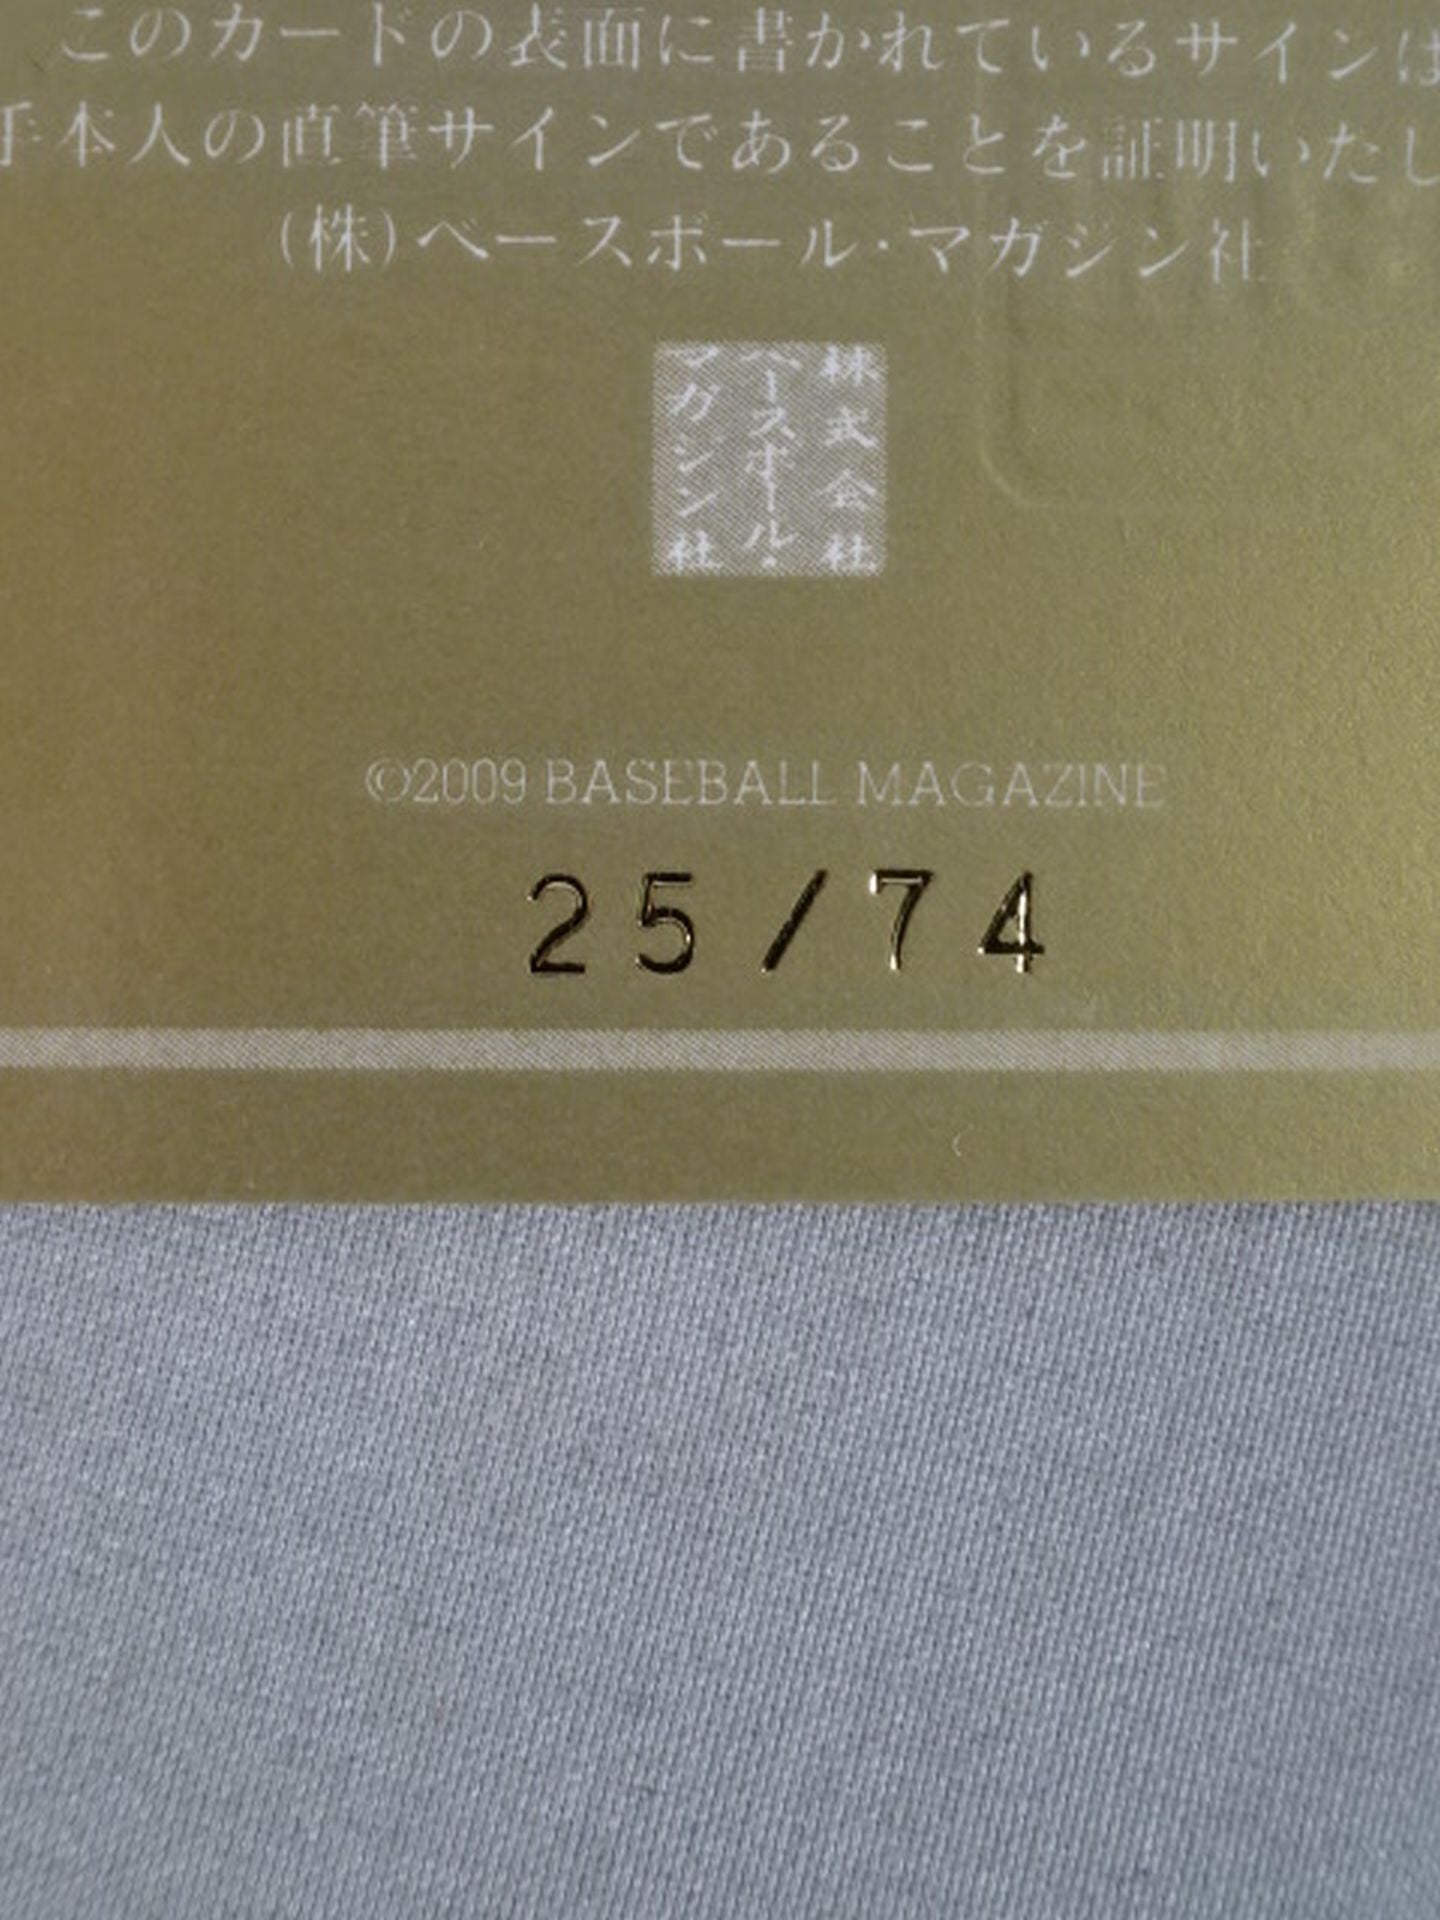 このカードの表面に書かれているサインは
手本人の直筆サインであることを証明いたし
(株)ベースボール・マガジン社
株式会社
ベースボール・
マガジン社
©2009 BASEBALL MAGAZINE
25/74